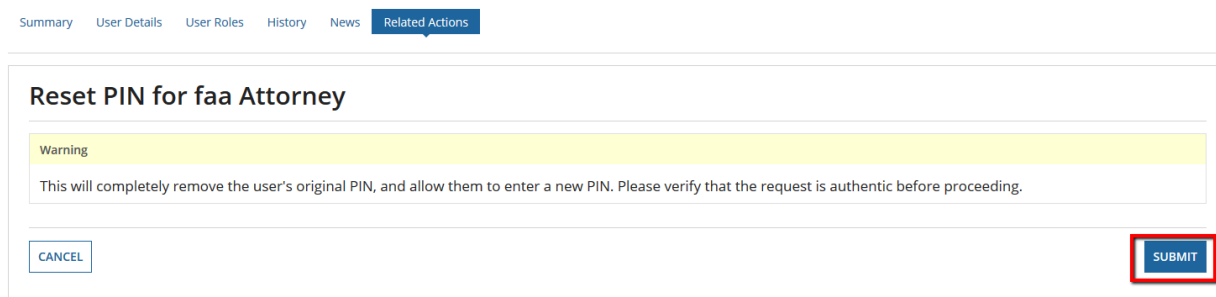 Summary User Details User Roles History News Related Actions
Reset PIN for faa Attorney
Warning
This will completely remove the user's original PIN, and allow them to enter a new PIN. Please verify that the request is authentic before proceeding.
CANCEL SUBMIT